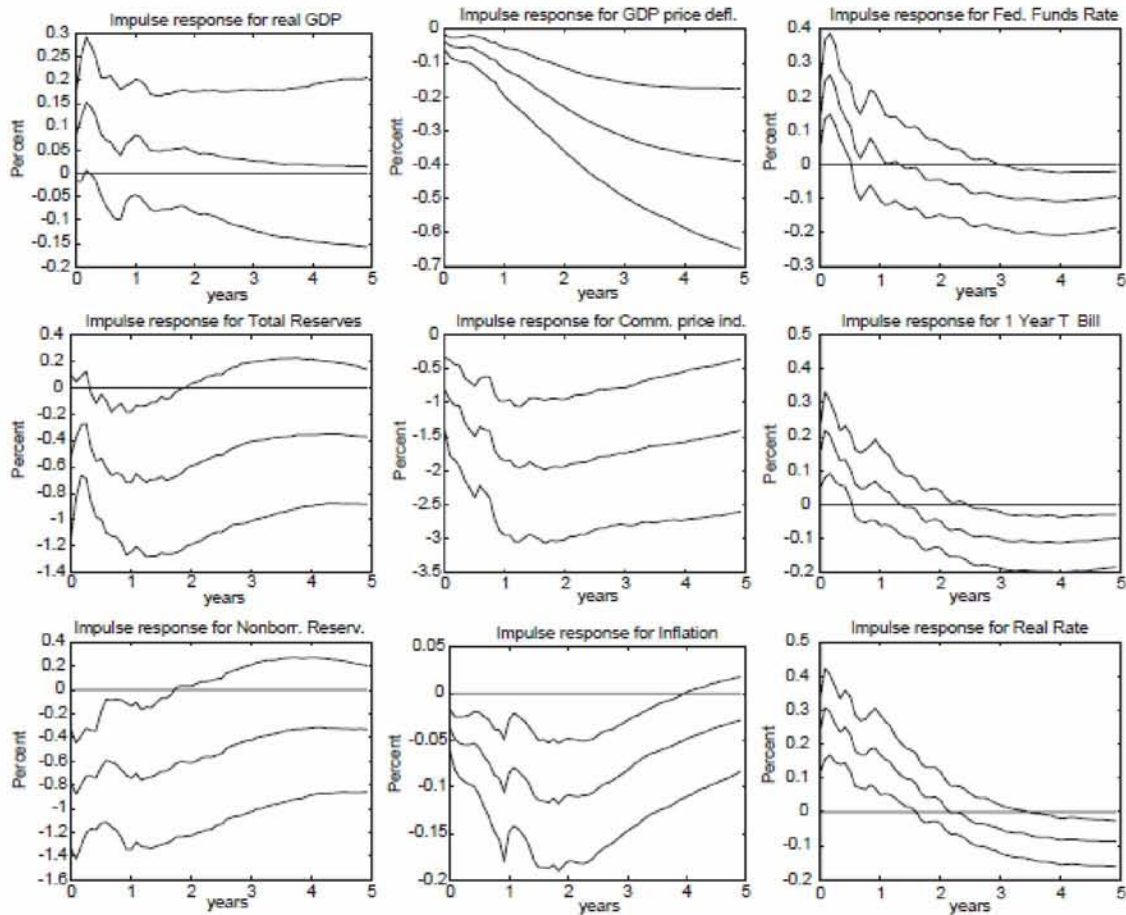 Impulse response for real GDP
0.3
0.25
0.2
0.15
0.1
0.05
0
-0.05
-0.1
-0.15
-0.2
Percent
0 1 2 3 4 5
years
Impulse response for GDP price defl.
0
-0.1
-0.2
-0.3
-0.4
-0.5
-0.6
-0.7
Percent
0 1 2 3 4 5
years
Impulse response for Fed. Funds Rate
0.4
0.3
0.2
0.1
0
-0.1
-0.2
-0.3
Percent
0 1 2 3 4 5
years
Impulse response for Total Reserves
0.4
0.2
0
-0.2
-0.4
-0.6
-0.8
-1
-1.2
-1.4
Percent
0 1 2 3 4 5
years
Impulse response for Comm. price ind.
0
-0.5
-1
-1.5
-2
-2.5
-3
-3.5
Percent
0 1 2 3 4 5
years
Impulse response for 1 Year T Bill
0.5
0.4
0.3
0.2
0.1
0
-0.1
-0.2
Percent
0 1 2 3 4 5
years
Impulse response for Nonborr. Reserv.
0.4
0.2
0
-0.2
-0.4
-0.6
-0.8
-1
-1.2
-1.4
-1.6
Percent
0 1 2 3 4 5
years
Impulse response for Inflation
0.05
0
-0.05
-0.1
-0.15
-0.2
Percent
0 1 2 3 4 5
years
Impulse response for Real Rate
0.5
0.4
0.3
0.2
0.1
0
-0.1
-0.2
Percent
0 1 2 3 4 5
years